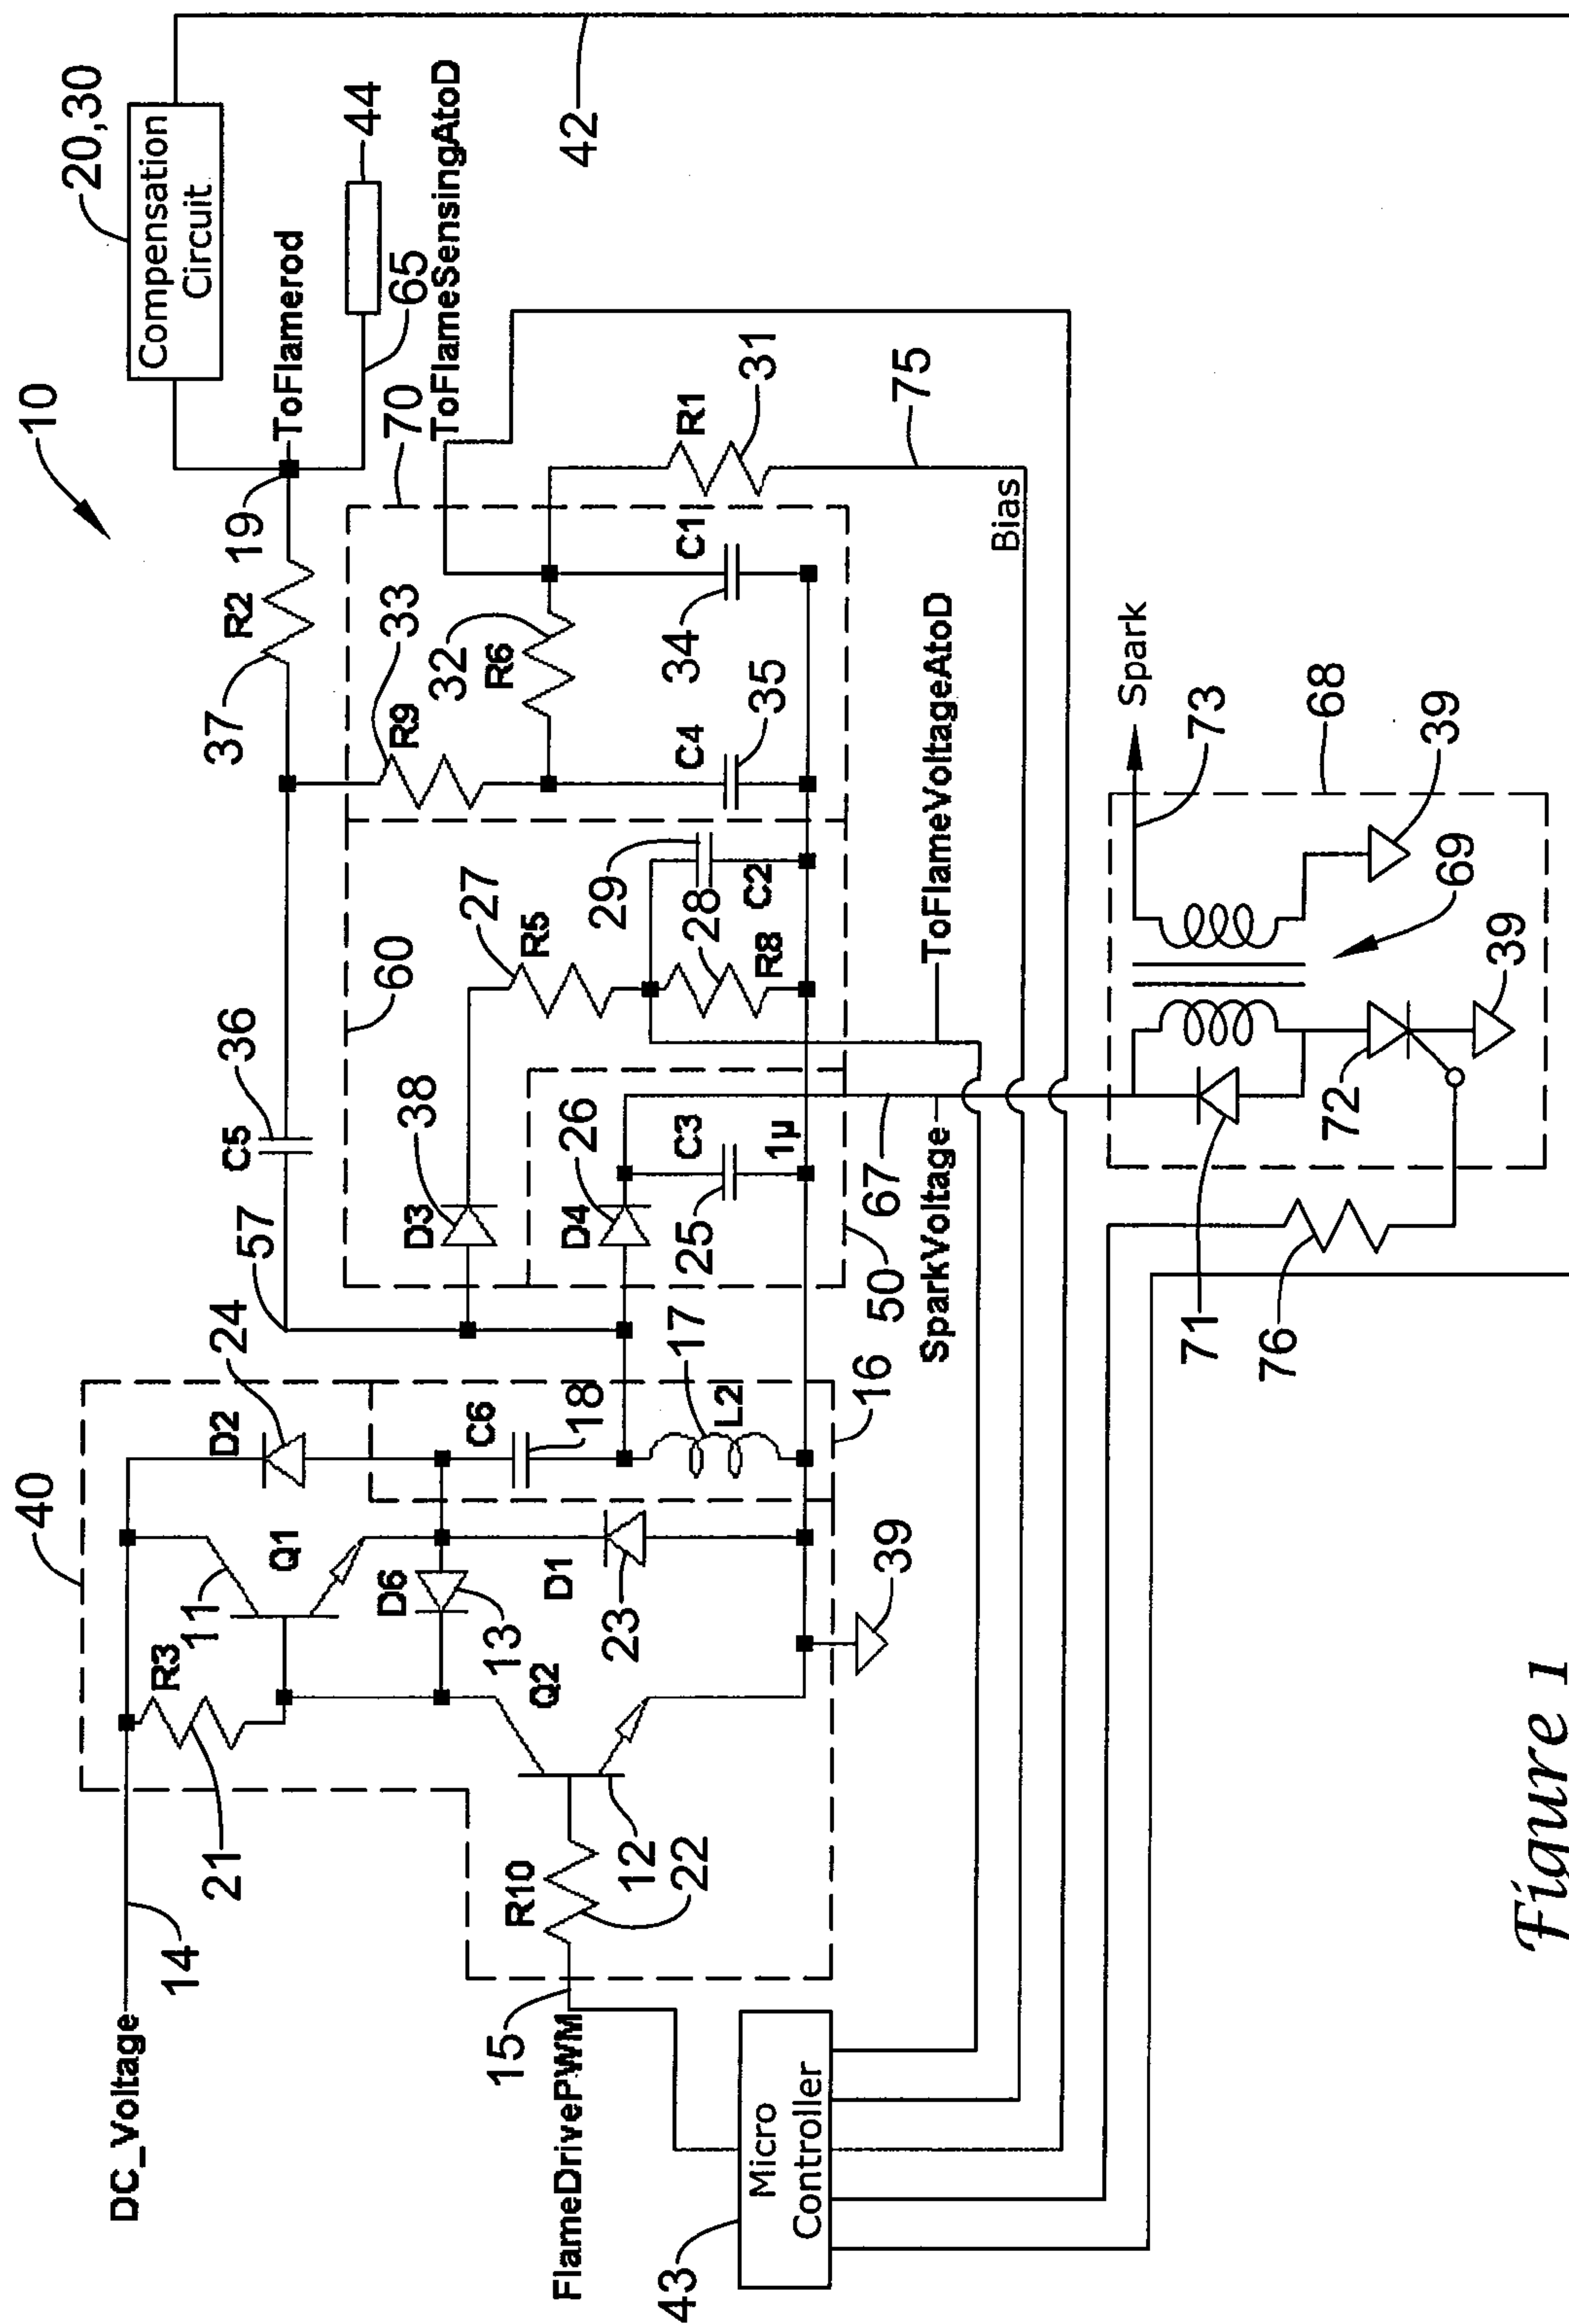 10
20,30
Compensation
Circuit
ToFlamerod
44
65
ToFlameSensingAtoD
42
19
R2
37
C5
36
57
70
R1
31
75
Bias
33
R9
32
R6
C1
34
C4
35
60
27
R5
29
28
C2
R8
D3
38
D4
26
C3
25
1µ
50
67
SparkVoltage
ToFlameVoltageAtoD
40
D2
24
C6
18
17
L2
16
Q1
11
R3
21
D6
13
D1
23
39
Q2
12
R10
22
14
DC_Voltage
15
FlameDrivePWM
43
Micro
Controller
Spark
73
68
39
69
39
72
71
76
Figure 1